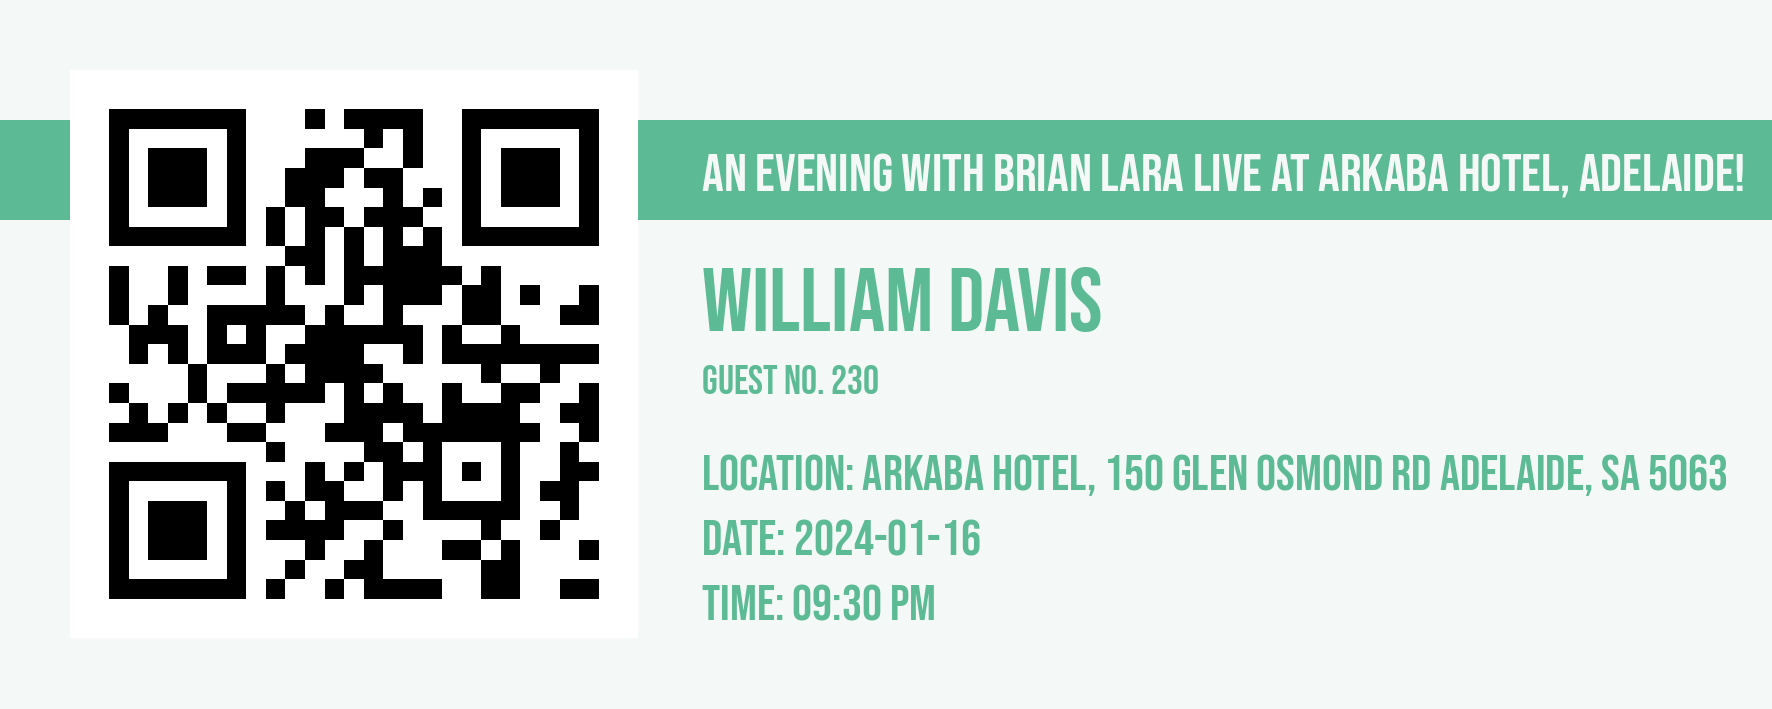 AN EVENING WITH BRIAN LARA LIVE AT ARKABA HOTEL, ADELAIDE!
WILLIAM DAVIS
GUEST NO. 230
LOCATION: ARKABA HOTEL, 150 GLEN OSMOND RD ADELAIDE, SA 5063
DATE: 2024-01-16
TIME: 09:30 PM